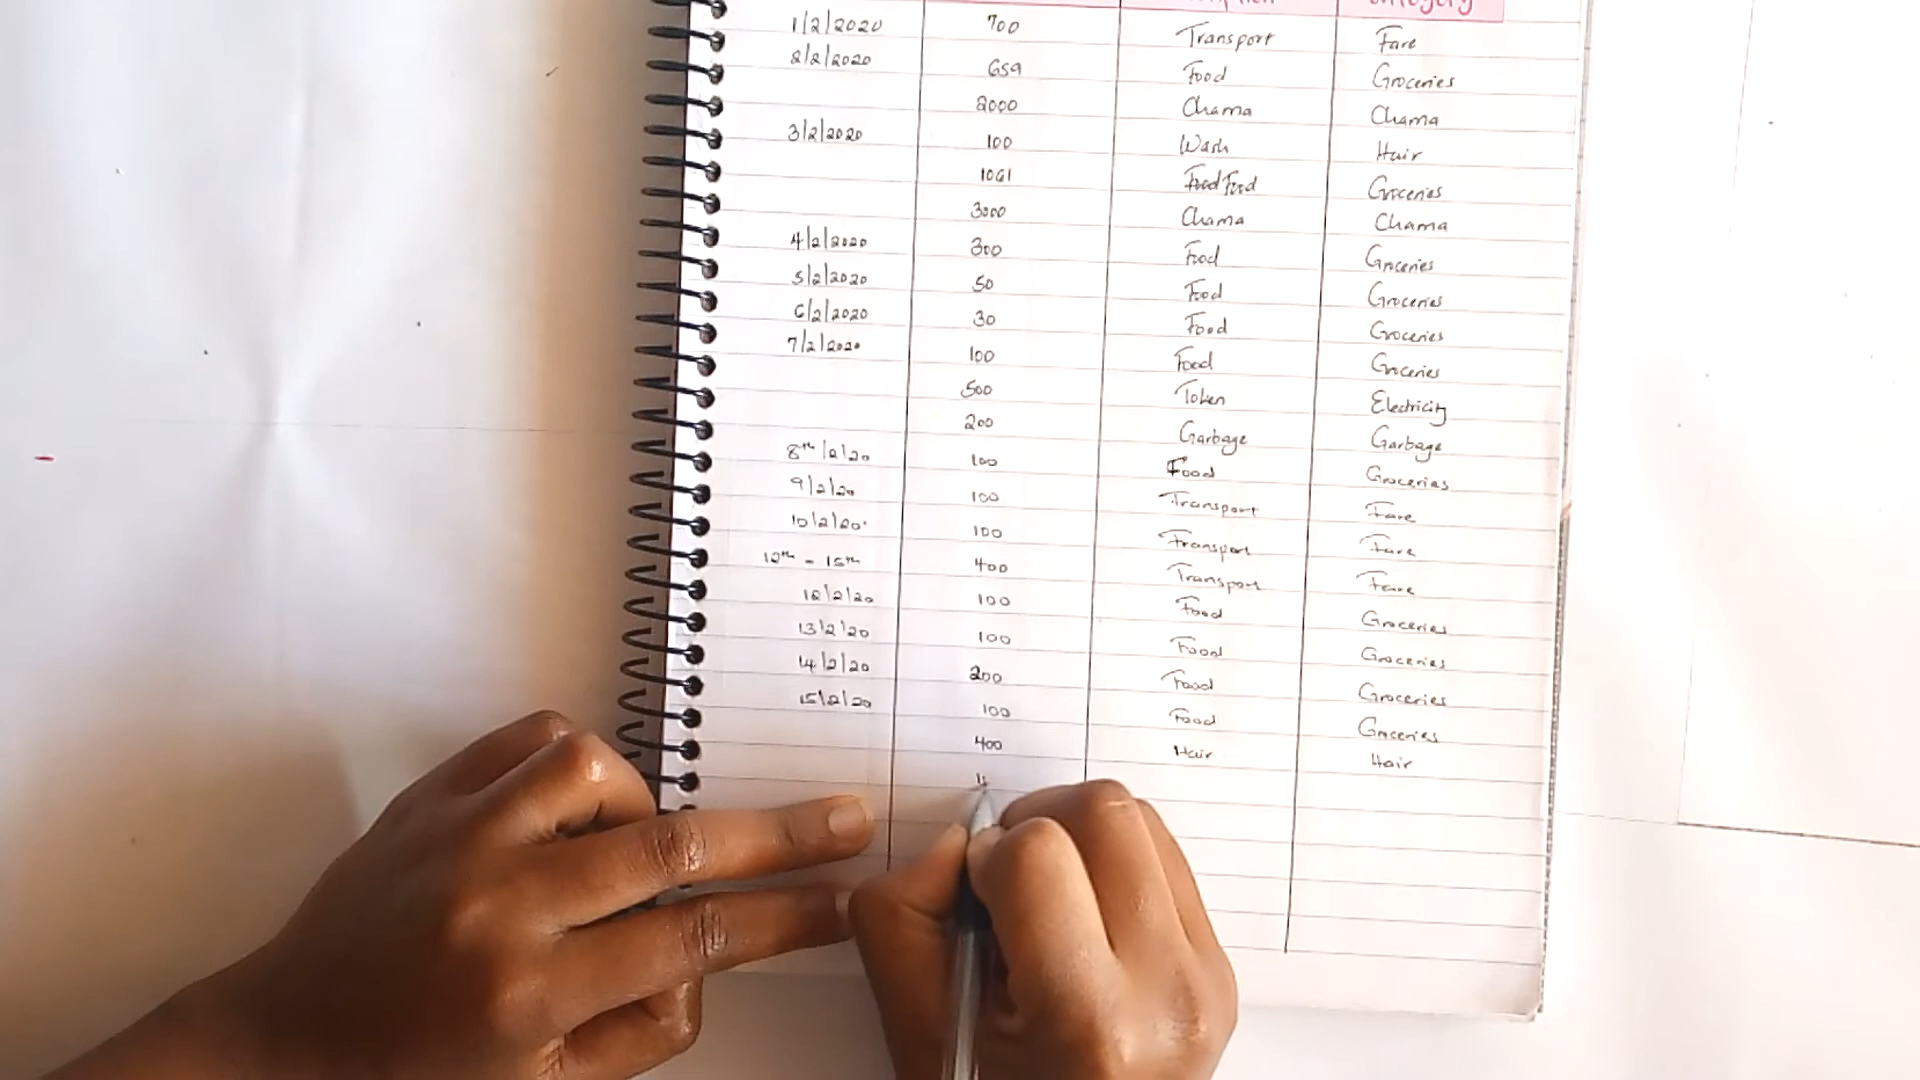 1/2/2020 700 Transport Fare
2/2/2020 659 Food Groceries
2000 Chama Chama
3/2/2020 100 Wash Hair
1061 Food Food Groceries
3000 Chama Chama
4/2/2020 300 Food Groceries
5/2/2020 50 Food Groceries
6/2/2020 30 Food Groceries
7/2/2020 100 Food Groceries
500 Token Electricity
200 Garbage Garbage
8th/2/20 100 Food Groceries
9/2/20 100 Transport Fare
10/2/20 100 Transport Fare
12th - 15th 400 Transport Fare
12/2/20 100 Food Groceries
13/2/20 100 Food Groceries
14/2/20 200 Food Groceries
15/2/20 100 Food Groceries
400 Hair Hair